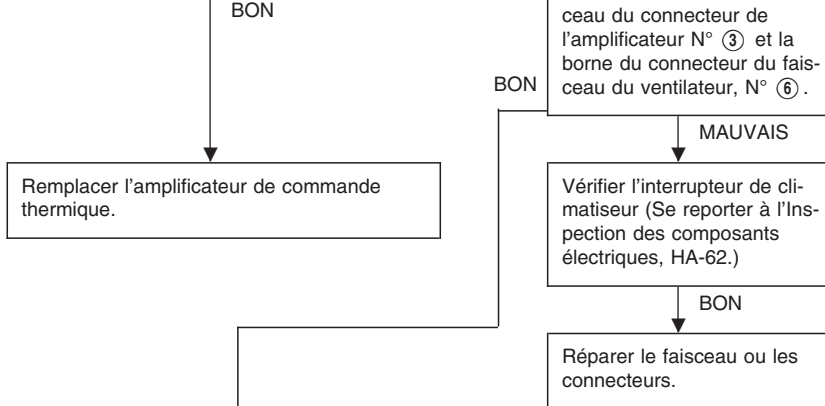 BON
ceau du connecteur de
l'amplificateur N° ③ et la
borne du connecteur du fais-
ceau du ventilateur, N° ⑥.
BON
MAUVAIS
Remplacer l'amplificateur de commande
thermique.
Vérifier l'interrupteur de cli-
matiseur (Se reporter à l'Ins-
pection des composants
électriques, HA-62.)
BON
Réparer le faisceau ou les
connecteurs.